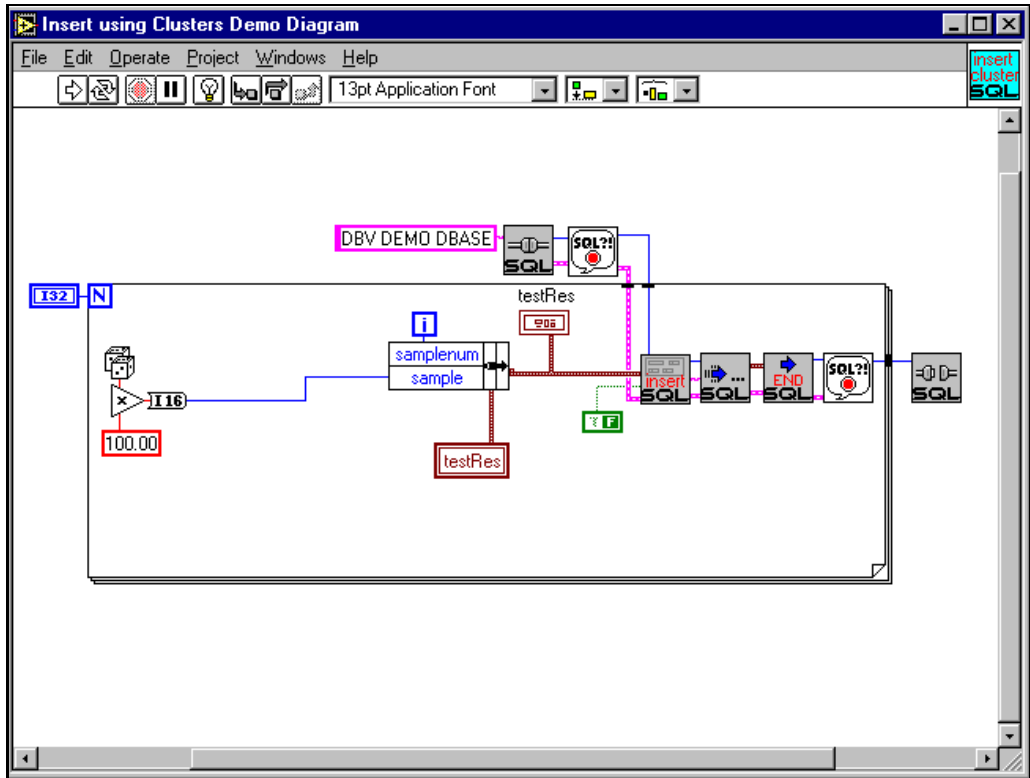 Insert using Clusters Demo Diagram
File Edit Operate Project Windows Help
insert
cluster
SQL
13pt Application Font
DBV DEMO DBASE
SQL
SQL?!
I32
N
testRes
i
samplenum
sample
insert
SQL
...
SQL
END
SQL
SQL?!
SQL
x
I16
F
100.00
testRes